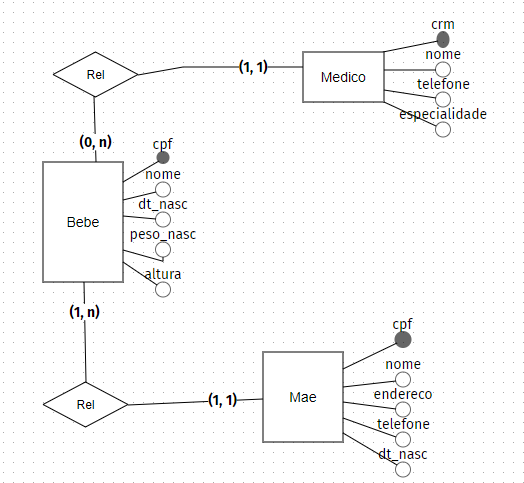 crm
nome
Rel
(1, 1)
Medico
telefone
especialidade
(0, n)
cpf
nome
dt_nasc
Bebe
peso_nasc
altura
(1, n)
cpf
nome
endereco
Rel
(1, 1)
Mae
telefone
dt_nasc